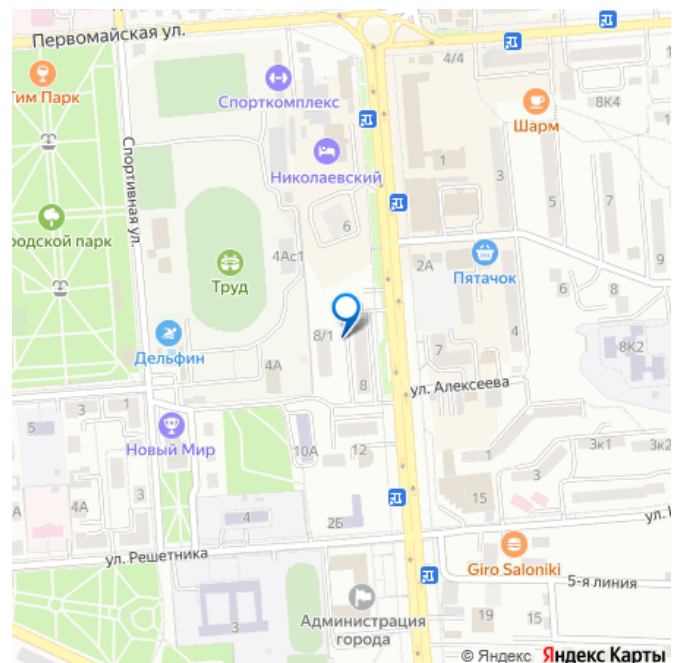 Первомайская ул.
4/4
Тим Парк
Спорткомплекс
8К4
Шарм
Спортивная ул.
1
Николаевский
3
5
7
6
родской парк
4Ас1
9
2А
Труд
Пятачок
6
8
4
8/1
7
8К2
Дельфин
4А
8
ул. Алексеева
3
1
5
Новый Мир
10А
12
1
3к1
3к2
3
4А
3
15
4
2Б
ул. Решетника
Giro Saloniki
5-я линия
Администрация
города
19
15
3
© Яндекс Яндекс Карты